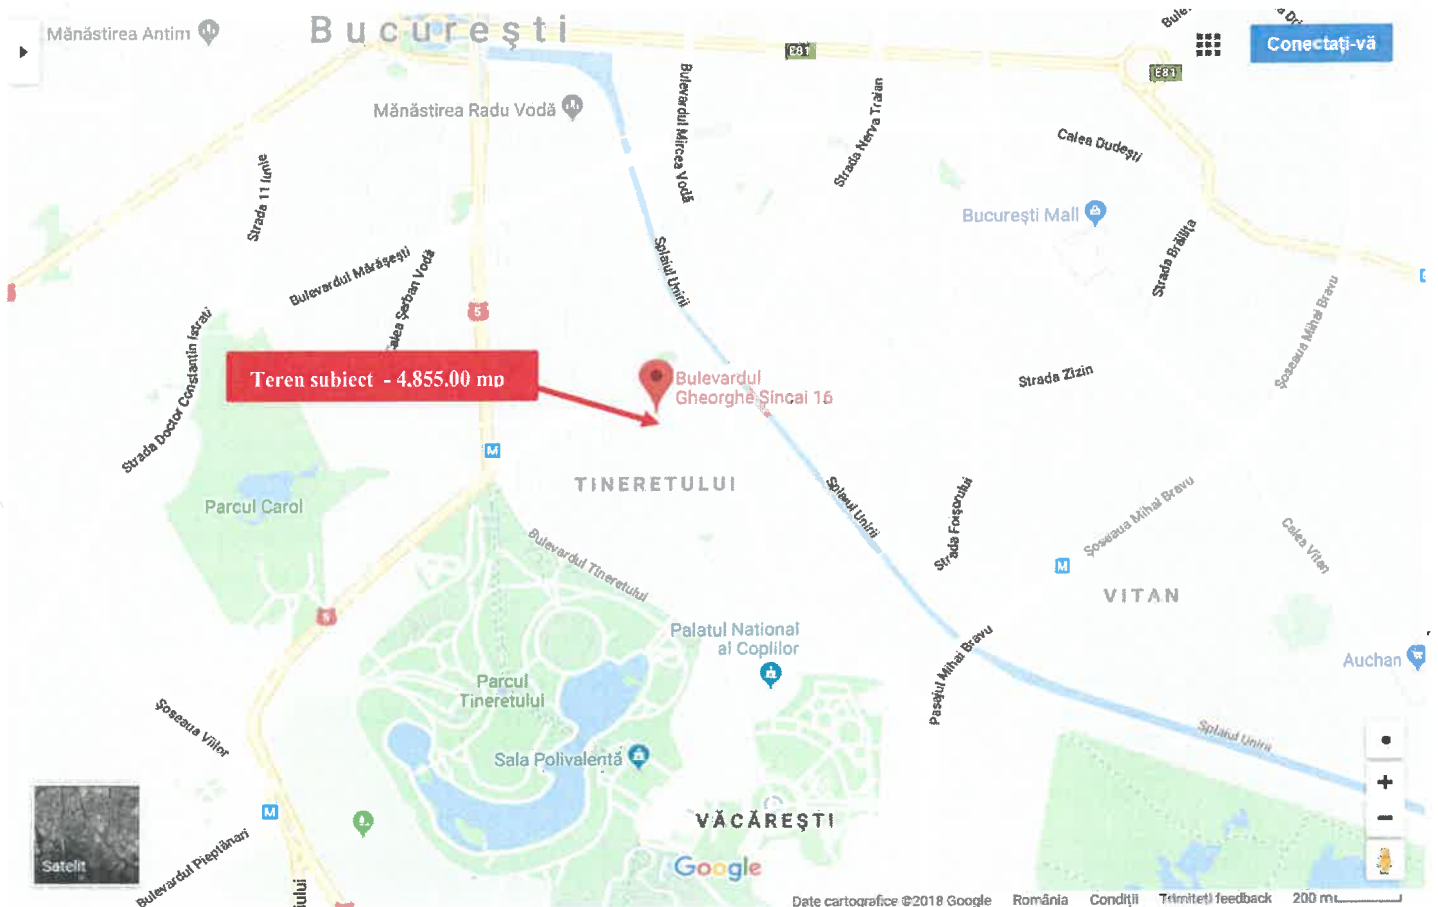 București
Mănăstirea Antim
E81
Conectați-vă
E81
Mănăstirea Radu Vodă
Bulevardul Mircea Vodă
Strada Nerva Traian
Calea Dudești
Strada 11 Iunie
București Mall
Strada Brăilița
Bulevardul Mărășești
Calea Șerban Vodă
Splaiul Unirii
Șoseaua Mihai Bravu
5
Strada Doctor Constantin Istrati
Teren subiect - 4.855.00 mp
Bulevardul
Gheorghe Șincai 16
Strada Zizin
M
TINERETULUI
Parcul Carol
Splaiul Unirii
Strada Foișorului
Șoseaua Mihai Bravu
Calea Vitan
Bulevardul Tineretului
M
VITAN
5
Palatul National
al Copiilor
Pasajul Mihai Bravu
Auchan
Parcul
Tineretului
Șoseaua Viilor
Splaiul Unirii
Sala Polivalentă
M
VĂCĂREȘTI
Satelit
Bulevardul Pieptănari
Google
Date cartografice ©2018 Google România Condiții Trimiteți feedback 200 m